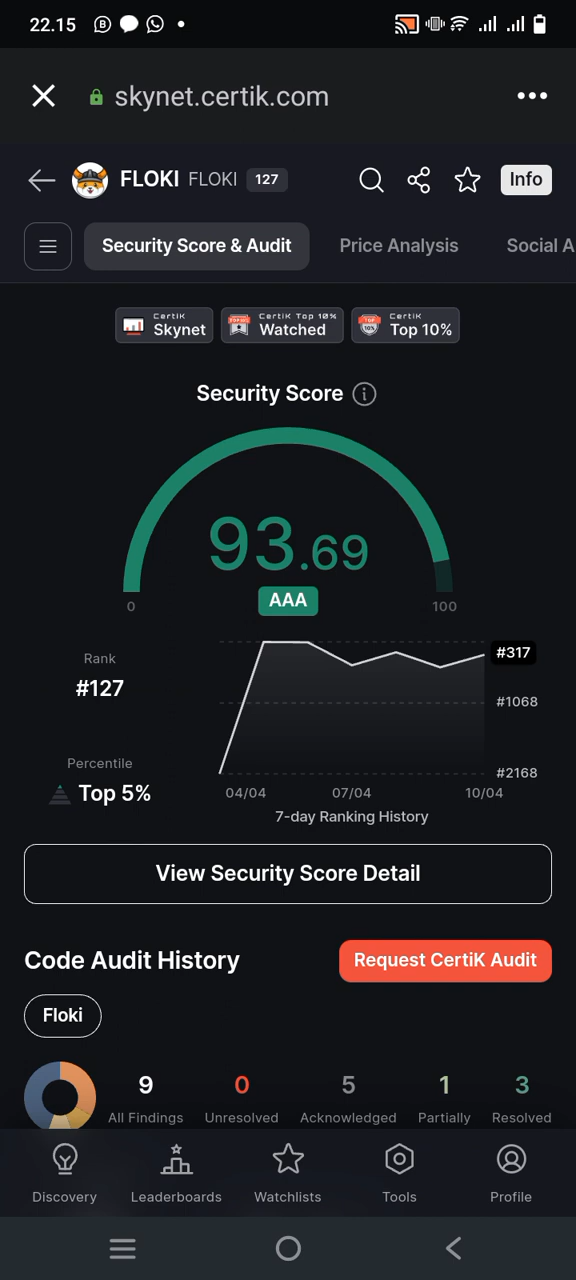 22.15
skynet.certik.com
FLOKI FLOKI 127
Info
Security Score & Audit
Price Analysis
Social A
CertiK
Skynet
CertiK Top 10%
Watched
CertiK
Top 10%
Security Score
93.69
AAA
0
100
Rank
#127
Percentile
Top 5%
#317
#1068
#2168
04/04
07/04
10/04
7-day Ranking History
View Security Score Detail
Code Audit History
Request CertiK Audit
Floki
9
All Findings
0
Unresolved
5
Acknowledged
1
Partially
3
Resolved
Discovery
Leaderboards
Watchlists
Tools
Profile